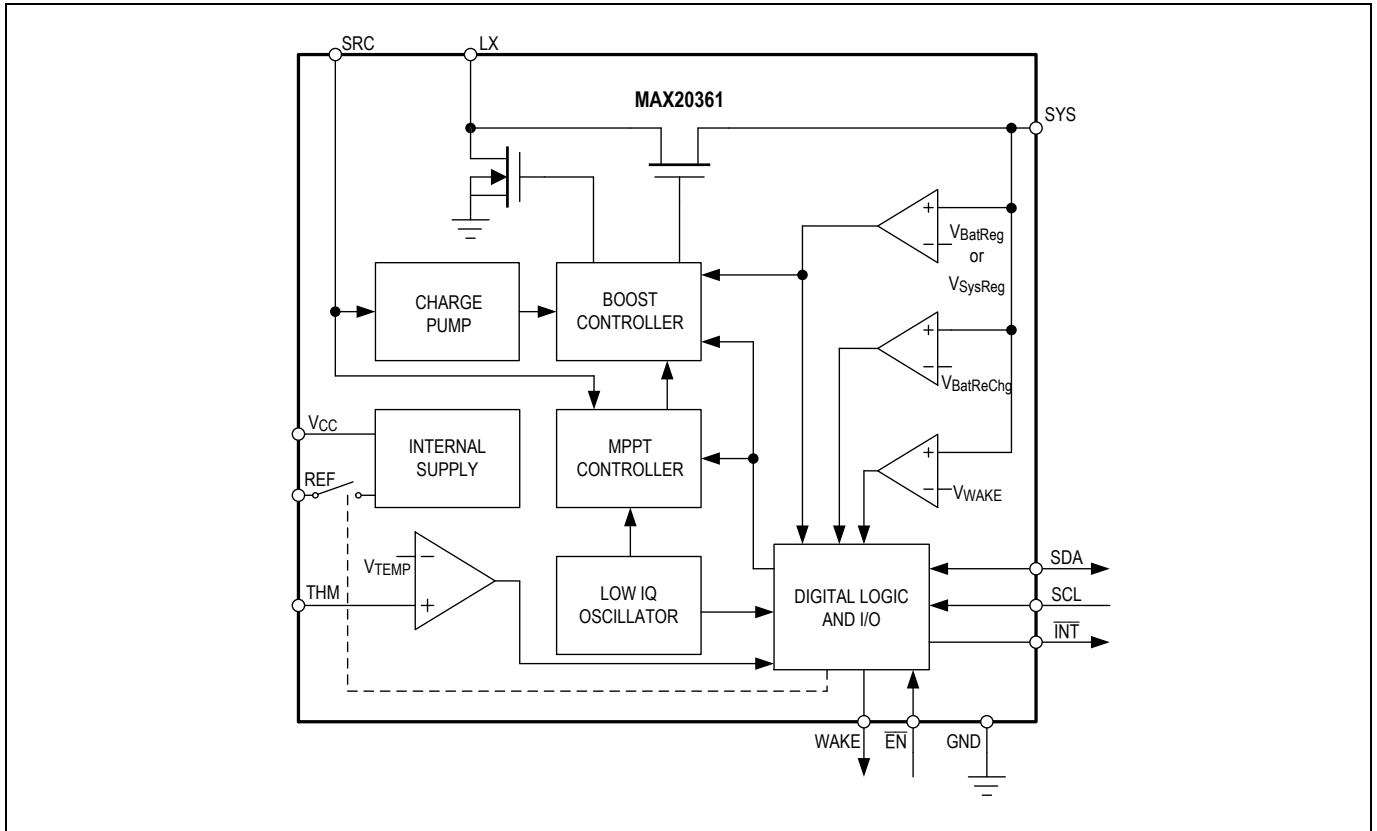 SRC
LX
MAX20361
SYS
+
−
VBatReg
or
VSysReg
CHARGE
PUMP
BOOST
CONTROLLER
+
−
VBatReChg
VCC
INTERNAL
SUPPLY
MPPT
CONTROLLER
REF
+
−
VWAKE
VTEMP
−
THM
+
LOW IQ
OSCILLATOR
DIGITAL LOGIC
AND I/O
SDA
SCL
INT
WAKE
EN
GND